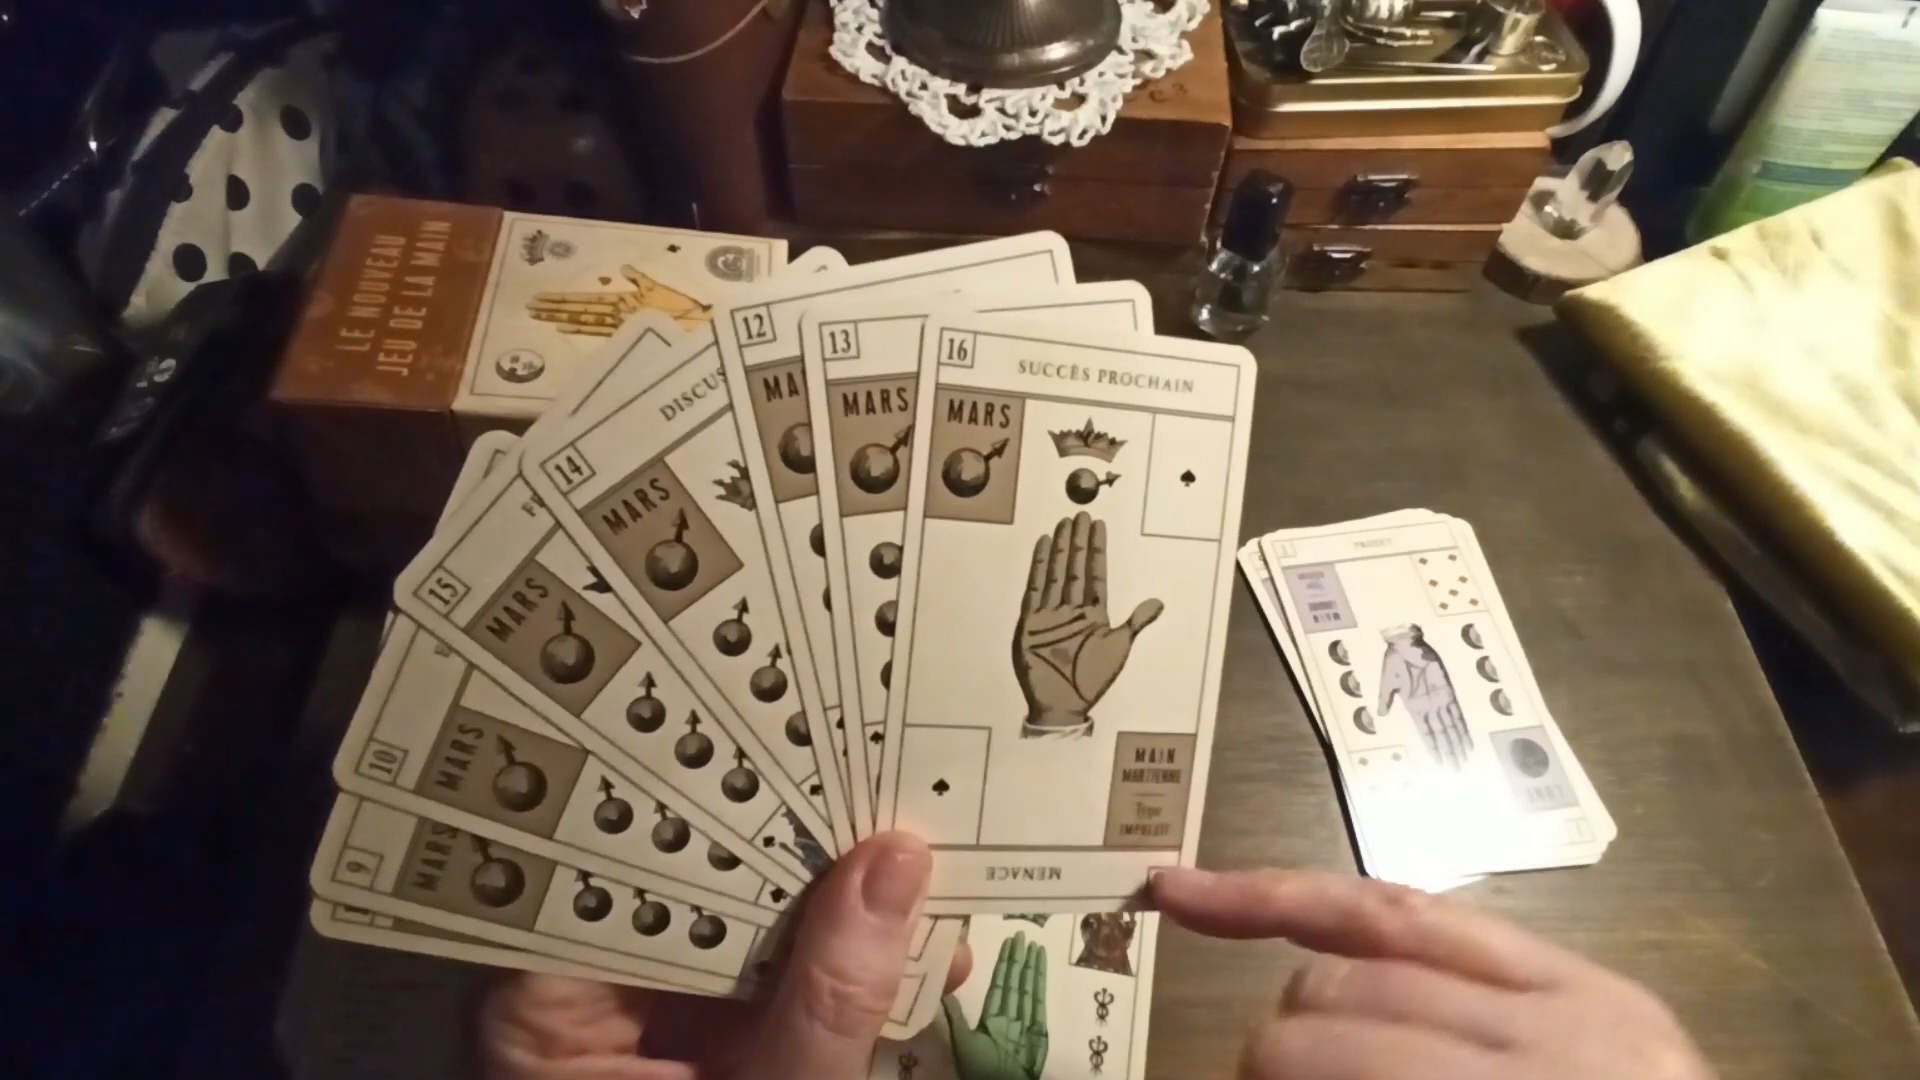 LE NOUVEAU
JEU DE LA MAIN
12
MARS
13
MARS
16
SUCCÈS PROCHAIN
MARS
MAIN
MARTIENNE
Type
IMPULSIF
MENACE
DISCUS
14
MARS
15
MARS
10
MARS
9
MARS